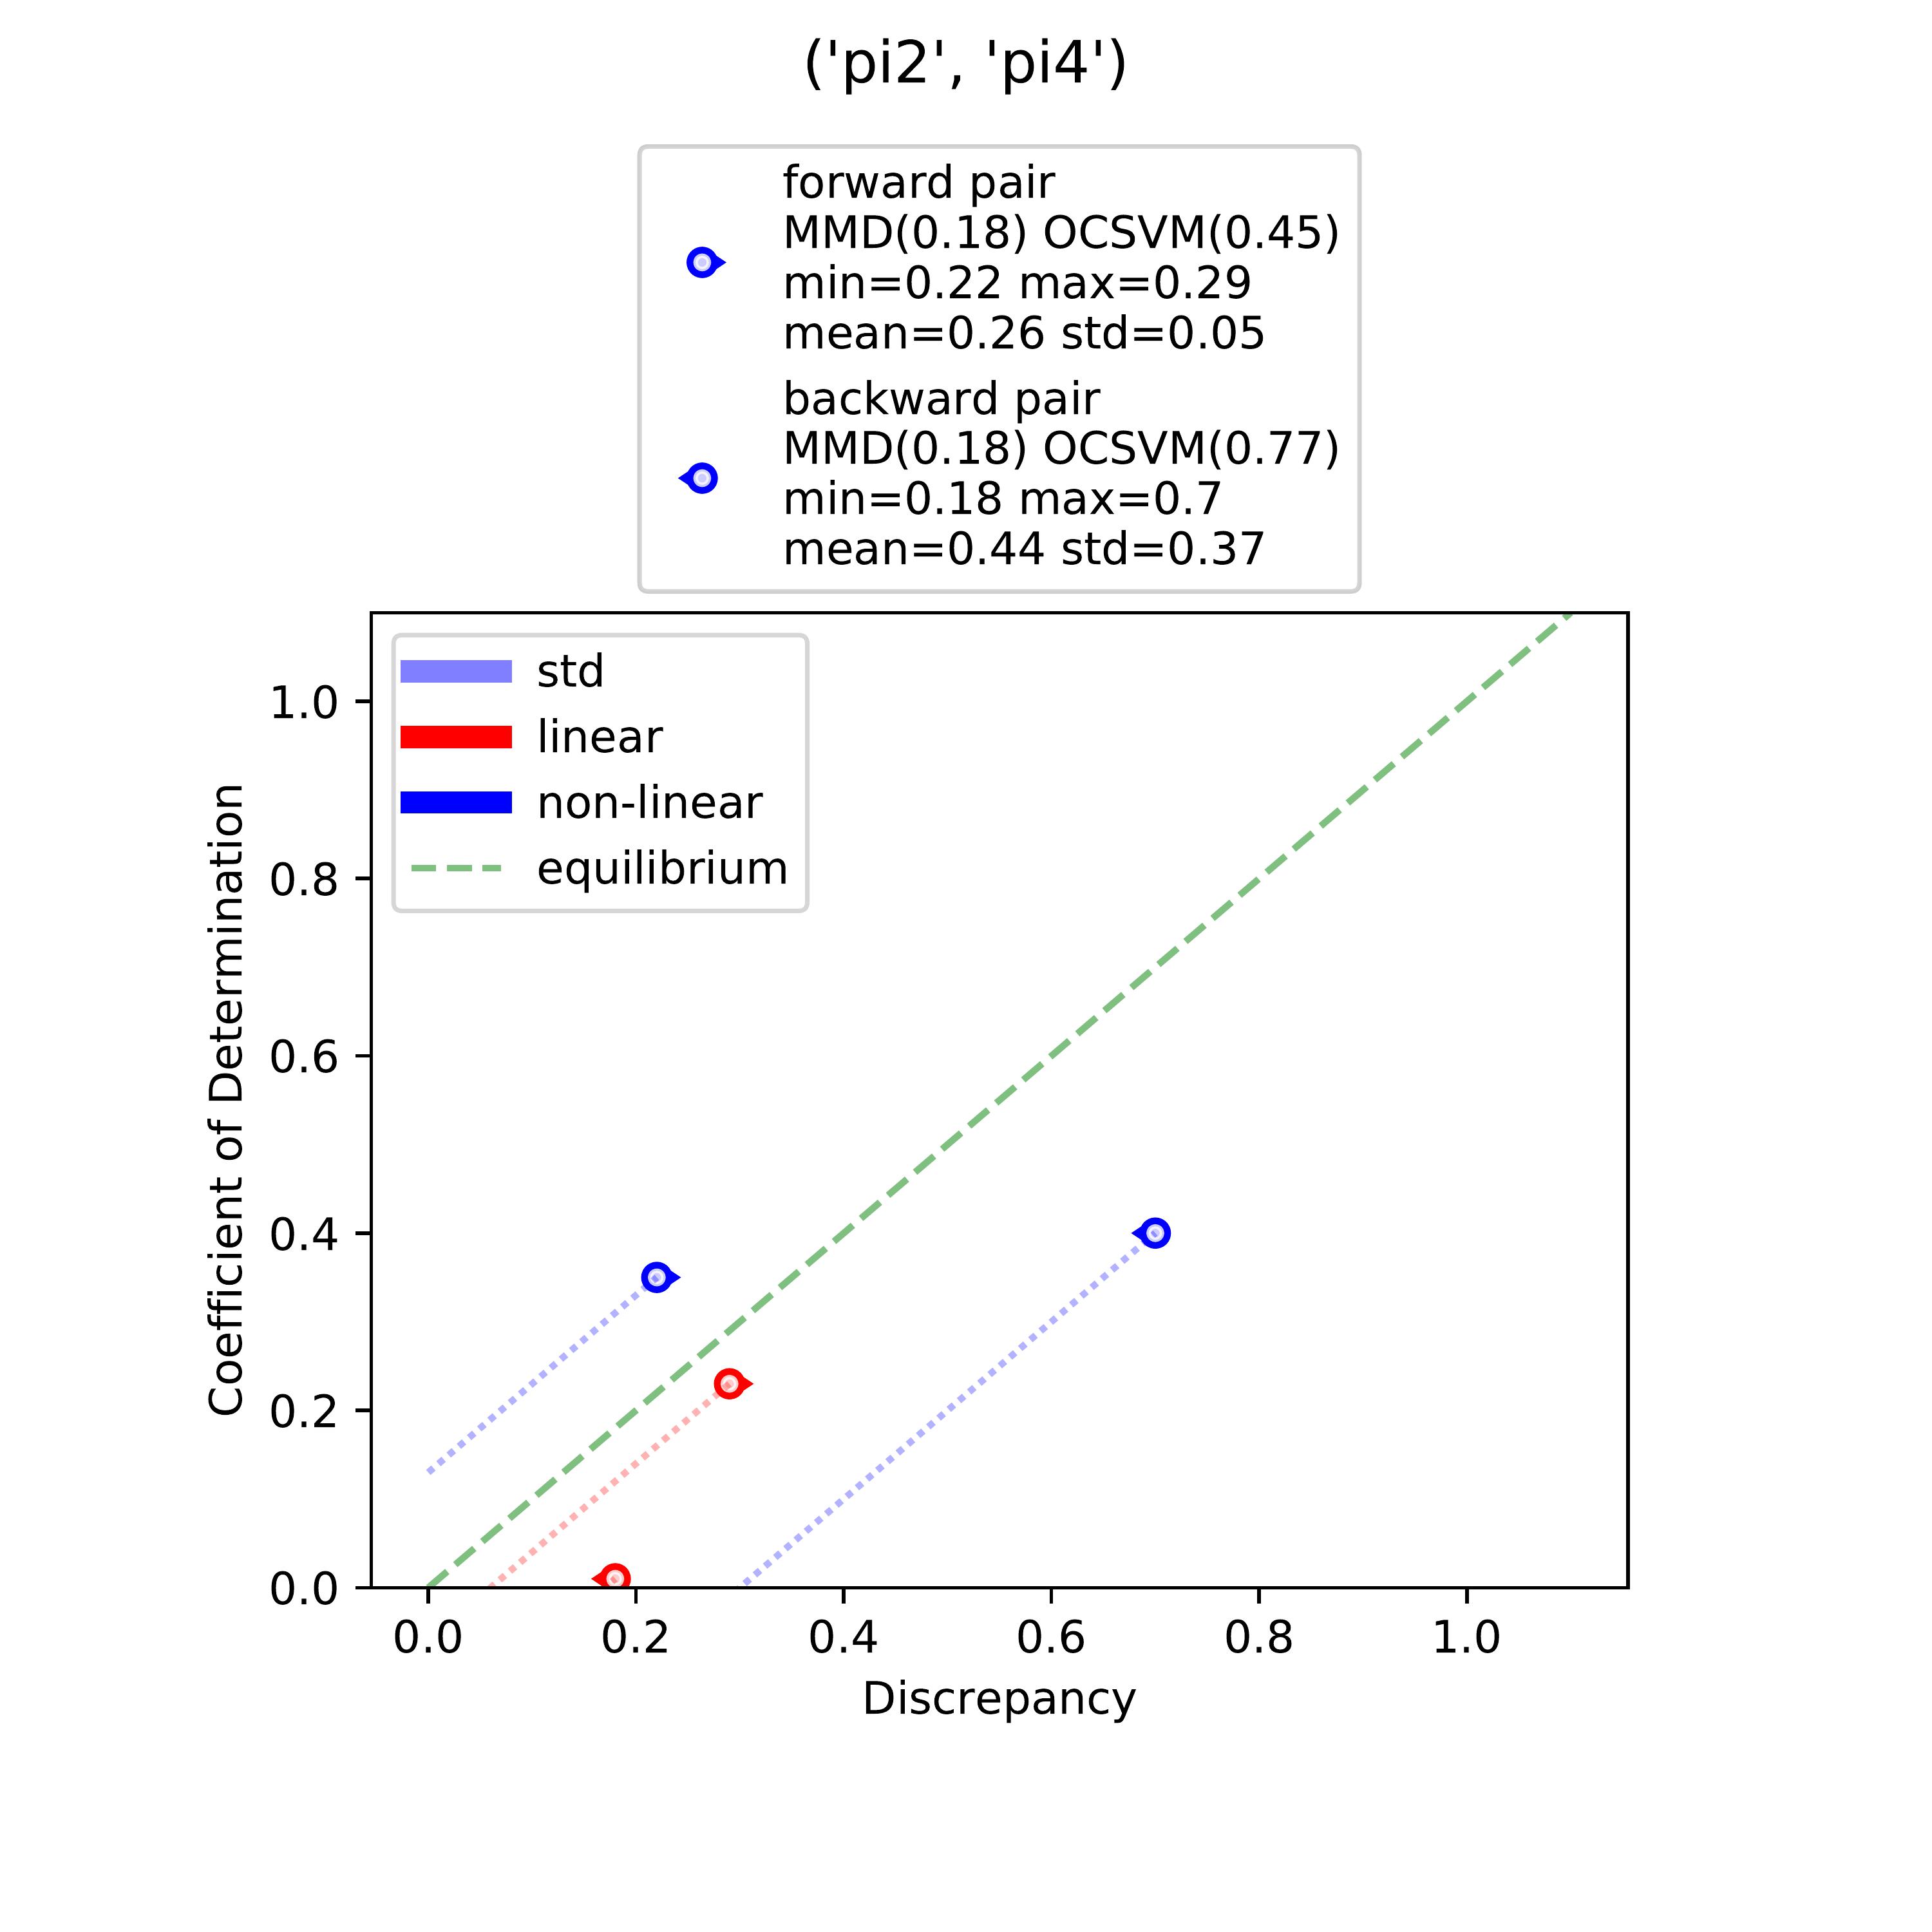 ('pi2', 'pi4')
forward pair
MMD(0.18) OCSVM(0.45)
min=0.22 max=0.29
mean=0.26 std=0.05
backward pair
MMD(0.18) OCSVM(0.77)
min=0.18 max=0.7
mean=0.44 std=0.37
std
linear
non-linear
equilibrium
1.0
0.8
0.6
0.4
0.2
0.0
Coefficient of Determination
0.0 0.2 0.4 0.6 0.8 1.0
Discrepancy